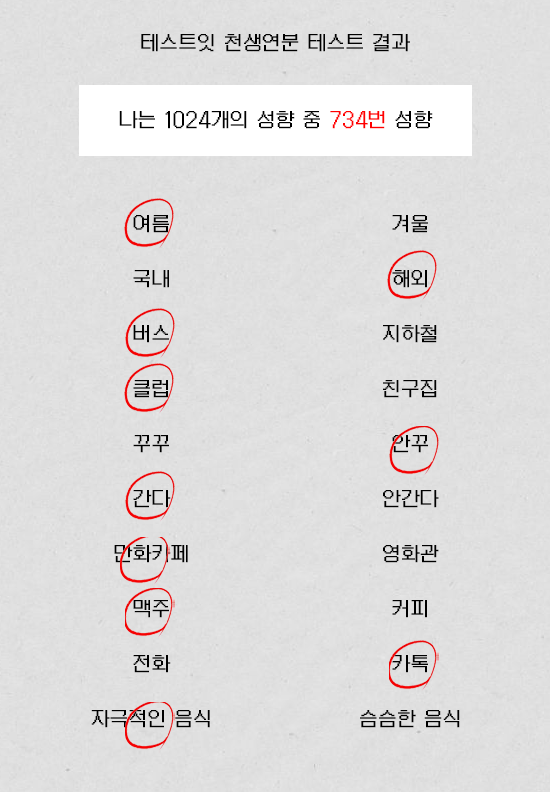 테스트잇 천생연분 테스트 결과
나는 1024개의 성향 중 734번 성향
여름 겨울
국내 해외
버스 지하철
클럽 친구집
꾸꾸 안꾸
간다 안간다
만화카페 영화관
맥주 커피
전화 카톡
자극적인 음식 슴슴한 음식